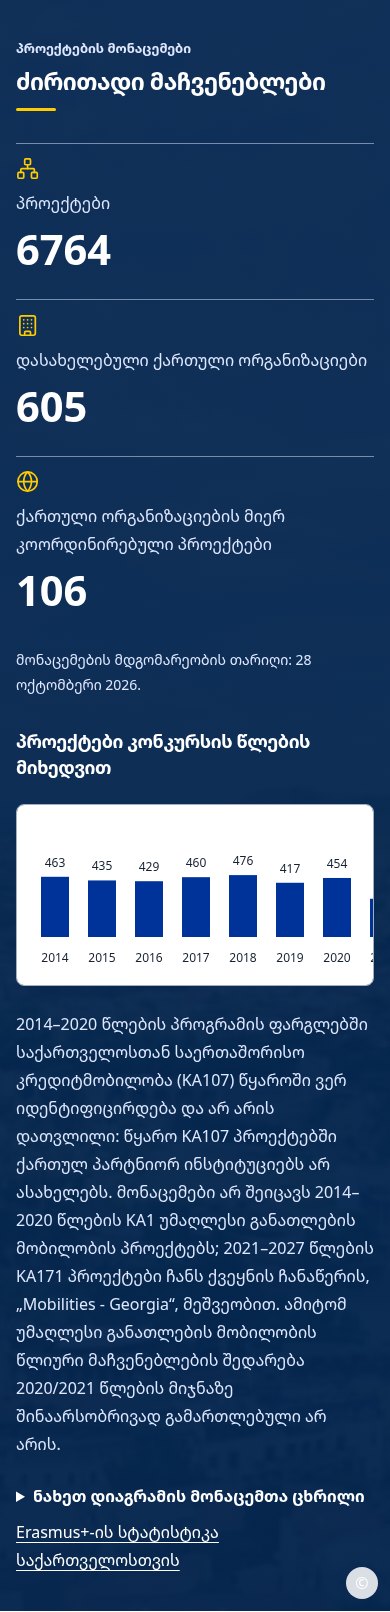 პროექტების მონაცემები
ძირითადი მაჩვენებლები
პროექტები
6764
დასახელებული ქართული ორგანიზაციები
605
ქართული ორგანიზაციების მიერ
კოორდინირებული პროექტები
106
მონაცემების მდგომარეობის თარიღი: 28
ოქტომბერი 2026.
პროექტები კონკურსის წლების
მიხედვით
463 435 429 460 476 417 454
2014 2015 2016 2017 2018 2019 2020
2014–2020 წლების პროგრამის ფარგლებში
საქართველოსთან საერთაშორისო
კრედიტმობილობა (KA107) წყაროში ვერ
იდენტიფიცირდება და არ არის
დათვლილი: წყარო KA107 პროექტებში
ქართულ პარტნიორ ინსტიტუციებს არ
ასახელებს. მონაცემები არ შეიცავს 2014–
2020 წლების KA1 უმაღლესი განათლების
მობილობის პროექტებს; 2021–2027 წლების
KA171 პროექტები ჩანს ქვეყნის ჩანაწერის,
„Mobilities - Georgia“, მეშვეობით. ამიტომ
უმაღლესი განათლების მობილობის
წლიური მაჩვენებლების შედარება
2020/2021 წლების მიჯნაზე
შინაარსობრივად გამართლებული არ
არის.
ნახეთ დიაგრამის მონაცემთა ცხრილი
Erasmus+-ის სტატისტიკა
საქართველოსთვის
©